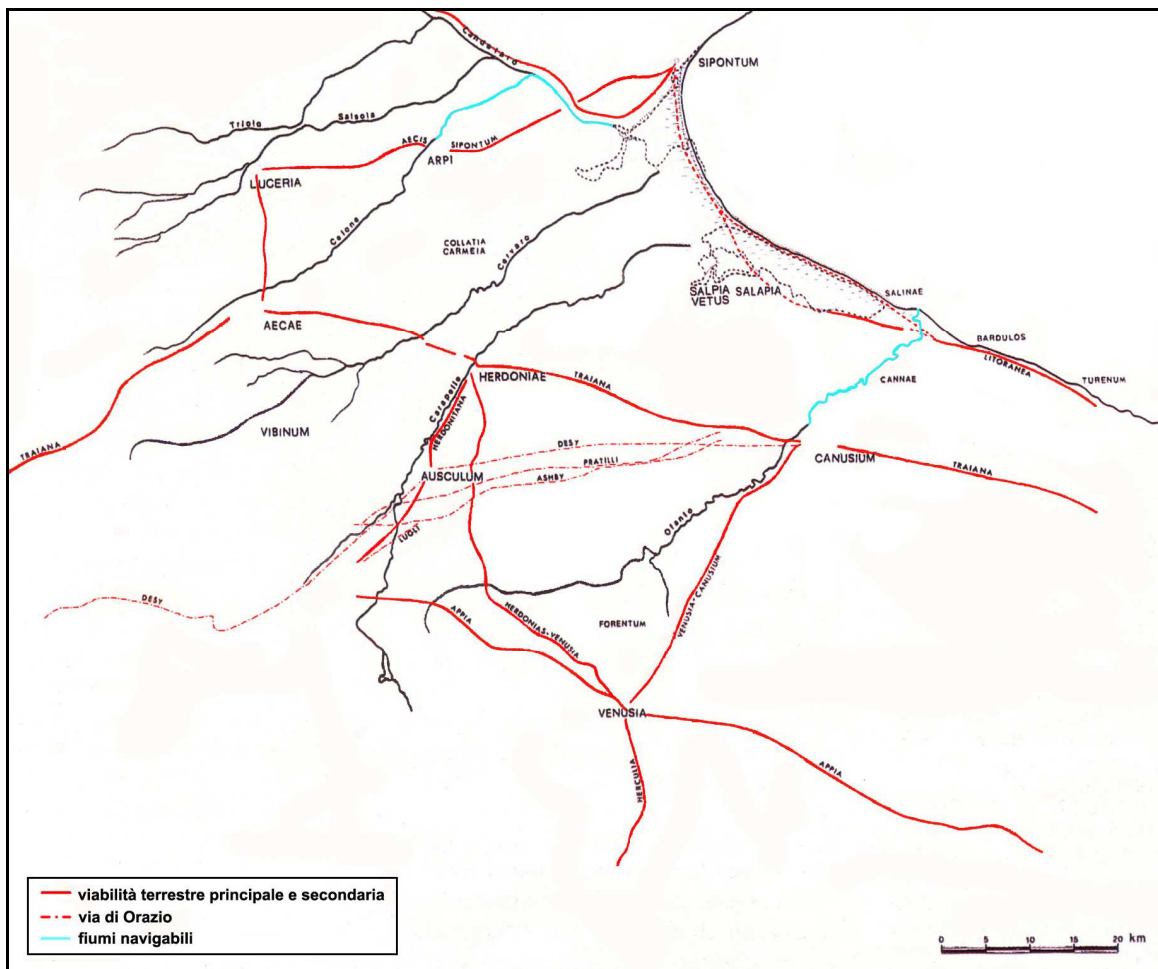 Candelaro
SIPONTUM
Triolo
Salsola
AECIS
SIPONTUM
ARPI
LUCERIA
Celone
COLLATIA
CARMEIA
Cervaro
SALPIA
VETUS
SALAPIA
SALINAE
AECAE
BARDULOS
LITORANEA
TURENUM
HERDONIAE
TRAIANA
CANNAE
Carapelle
HERDONITANA
VIBINUM
TRAIANA
DESY
PRATILLI
ASHBY
AUSCULUM
CANUSIUM
TRAIANA
LUGLI
Ofanto
DESY
APPIA
HERDONIAS-VENUSIA
FORENTUM
VENUSIA-CANUSIUM
VENUSIA
HERCULIA
APPIA
viabilità terrestre principale e secondaria
via di Orazio
fiumi navigabili
0 5 10 15 20 km